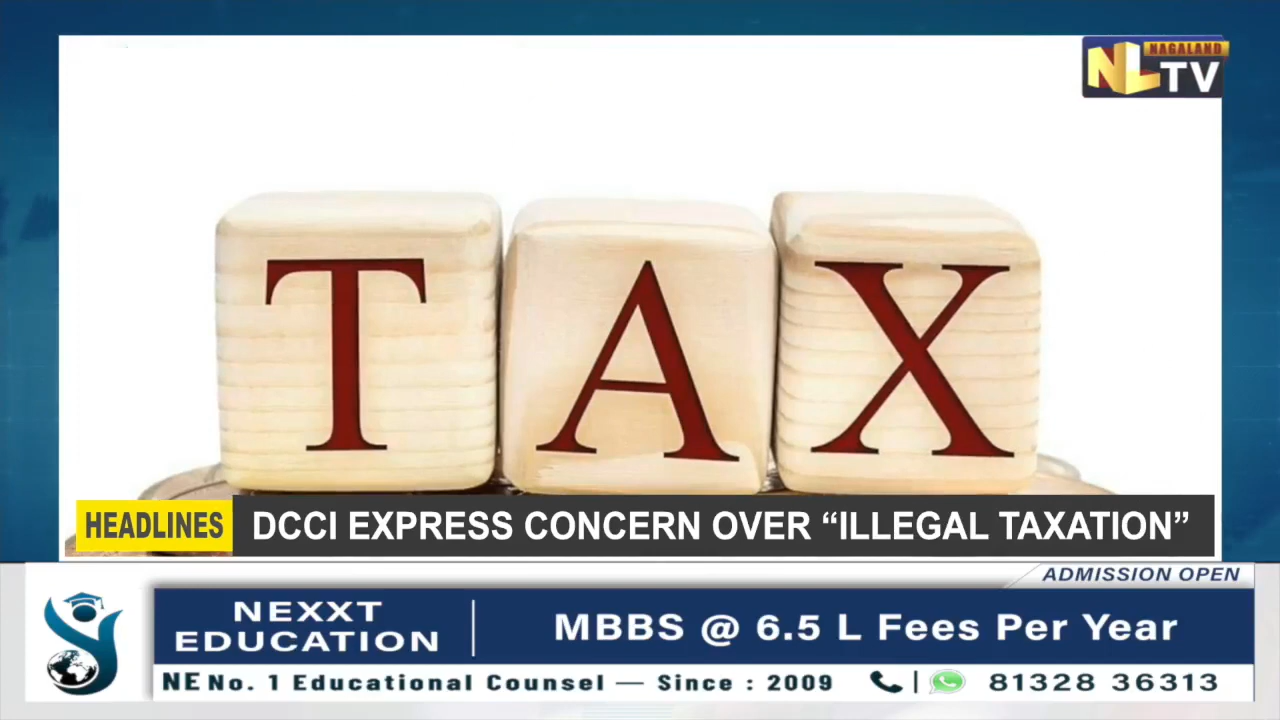 NAGALAND
NL TV
TAX
HEADLINES
DCCI EXPRESS CONCERN OVER “ILLEGAL TAXATION”
ADMISSION OPEN
NEXXT
EDUCATION
MBBS @ 6.5 L Fees Per Year
NE No. 1 Educational Counsel — Since : 2009
81328 36313